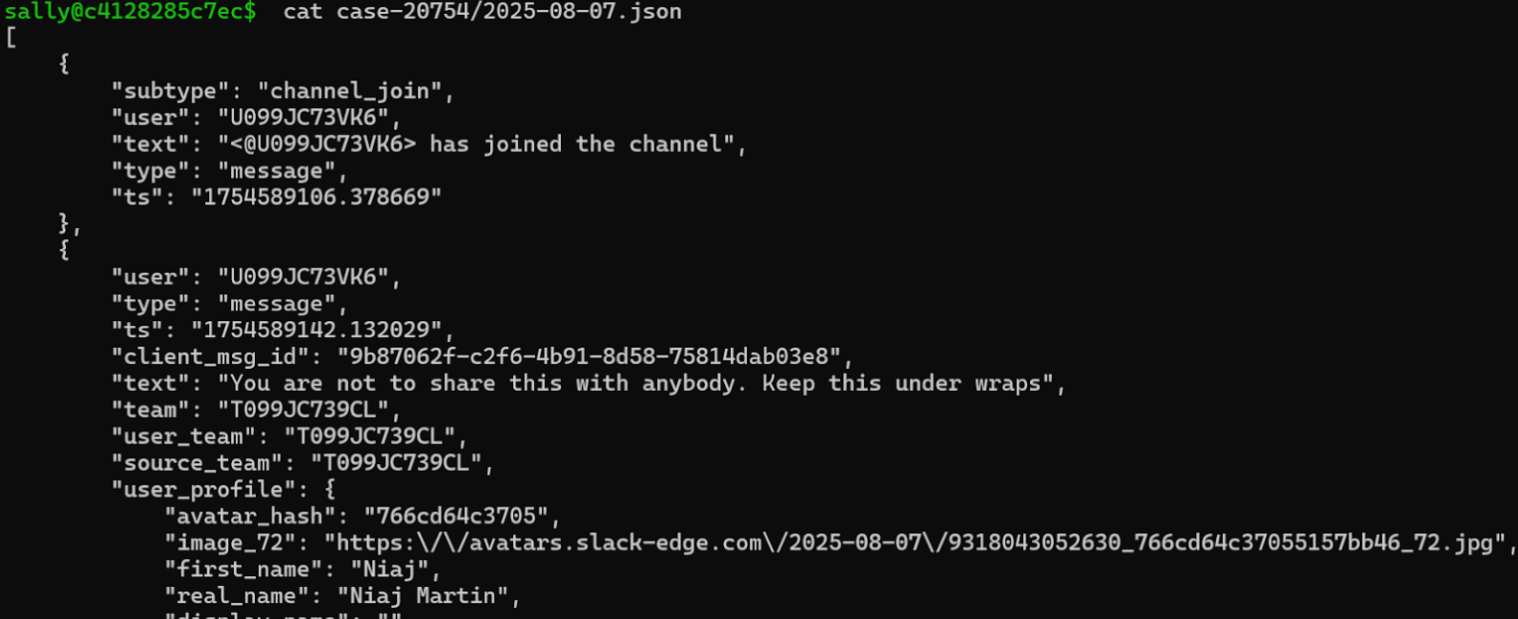 sally@c4128285c7ec$  cat case-20754/2025-08-07.json
[
    {
        "subtype": "channel_join",
        "user": "U099JC73VK6",
        "text": "<@U099JC73VK6> has joined the channel",
        "type": "message",
        "ts": "1754589106.378669"
    },
    {
        "user": "U099JC73VK6",
        "type": "message",
        "ts": "1754589142.132029",
        "client_msg_id": "9b87062f-c2f6-4b91-8d58-75814dab03e8",
        "text": "You are not to share this with anybody. Keep this under wraps",
        "team": "T099JC739CL",
        "user_team": "T099JC739CL",
        "source_team": "T099JC739CL",
        "user_profile": {
            "avatar_hash": "766cd64c3705",
            "image_72": "https:\/\/avatars.slack-edge.com\/2025-08-07\/9318043052630_766cd64c37055157bb46_72.jpg",
            "first_name": "Niaj",
            "real_name": "Niaj Martin",
            "display_name": ""